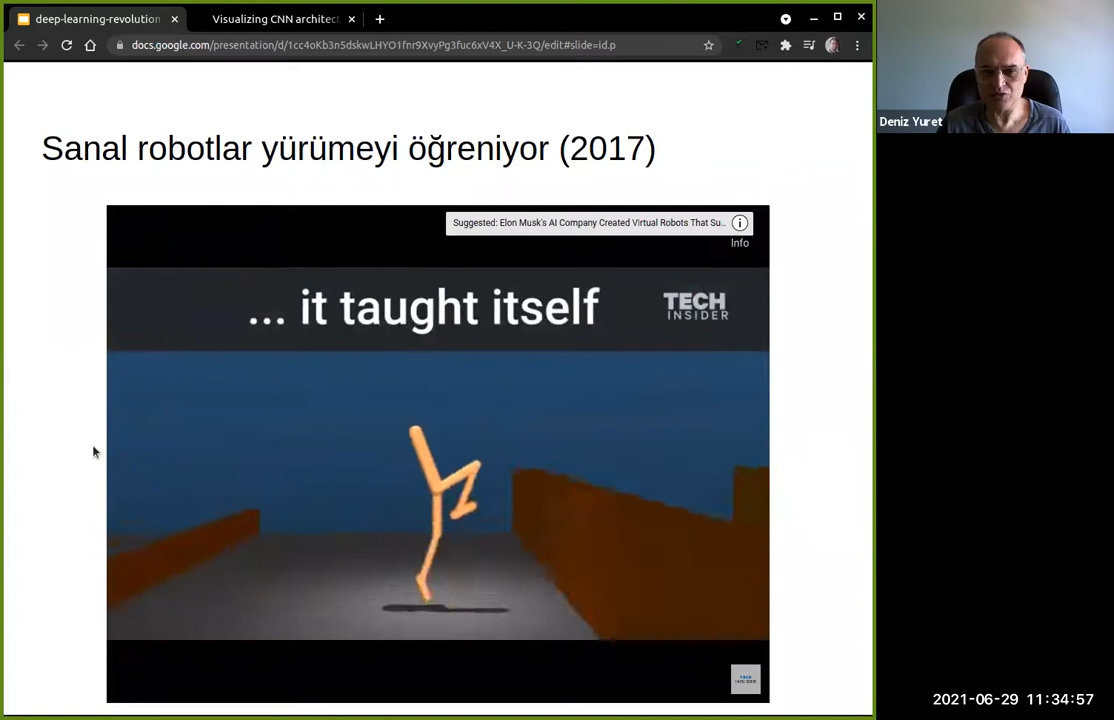 deep-learning-revolution
Visualizing CNN architect
docs.google.com/presentation/d/1cc4oKb3n5dskwLHYO1fnr9XvyPg3fuc6xV4X_U-K-3Q/edit#slide=id.p
Deniz Yuret
Sanal robotlar yürümeyi öğreniyor (2017)
Suggested: Elon Musk's AI Company Created Virtual Robots That Su...
Info
... it taught itself
TECH
INSIDER
TECH
INSIDER
2021-06-29 11:34:57